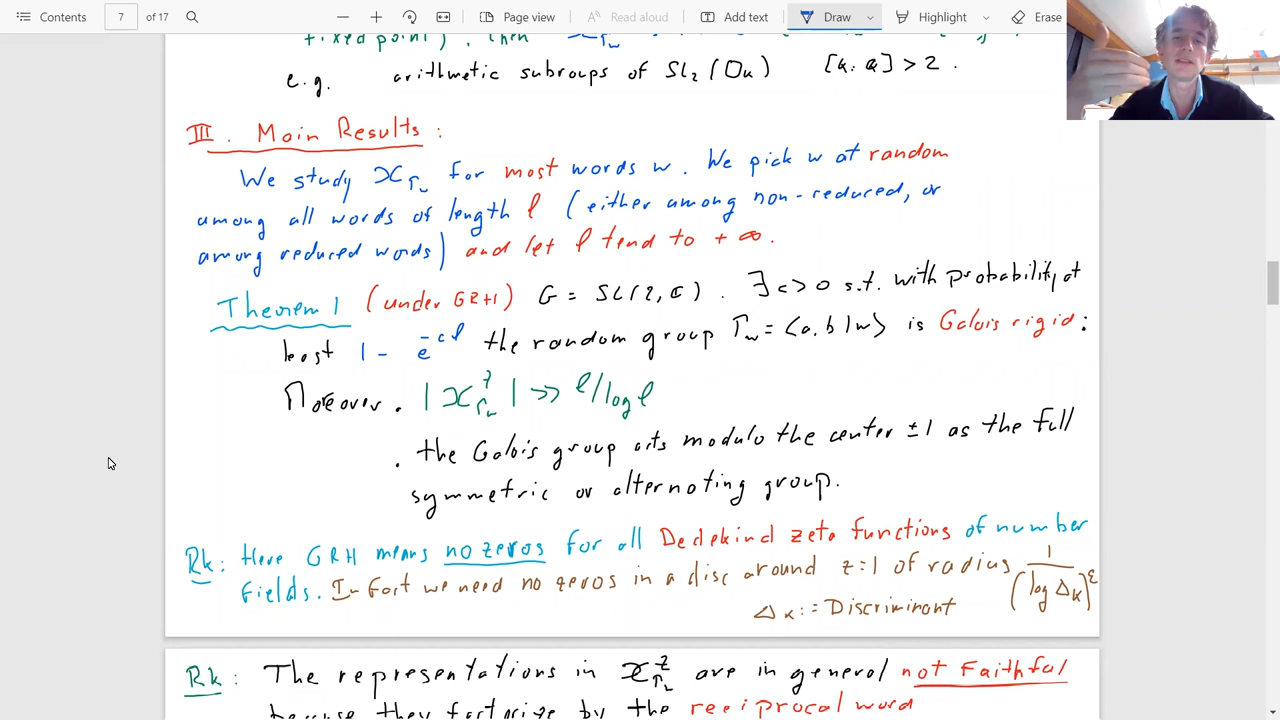 Contents 7 of 17 Page view Read aloud Add text Draw Highlight Erase
fixed point), then
e.g. arithmetic subroups of SL2(Ok) [k:Q] > 2.
III. Main Results:
We study X_Γw for most words w. We pick w at random
among all words of length l (either among non-reduced, or
among reduced words) and let l tend to +∞.
Theorem 1 (under GRH) G = SL(2,C). ∃c>0 s.t. with probability at
least 1 - e^{-cl} the random group Γw = <a,b|w> is Galois rigid:
Moreover. |X^z_Γw| >> l/log l
. the Galois group acts modulo the center ±1 as the full
symmetric or alternating group.
Rk: Here GRH means no zeros for all Dedekind zeta functions of number
fields. In fact we need no zeros in a disc around z=1 of radius 1/(log Δk)^ε
Δk := Discriminant
Rk: The representations in X^z_Γw are in general not Faithful
because they factorize by the reciprocal word